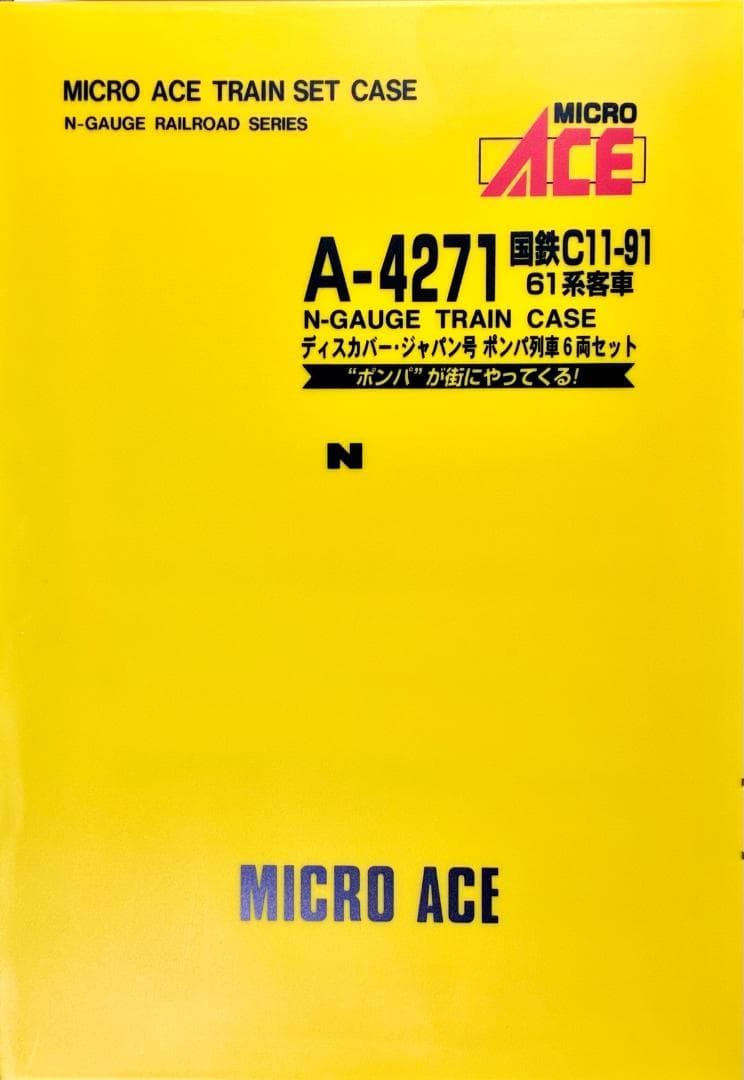 MICRO ACE TRAIN SET CASE
N-GAUGE RAILROAD SERIES
MICRO
ACE
A-4271 国鉄C11-91
61系客車
N-GAUGE TRAIN CASE
ディスカバー・ジャパン号 ポンパ列車6両セット
“ポンパ”が街にやってくる!
N
MICRO ACE